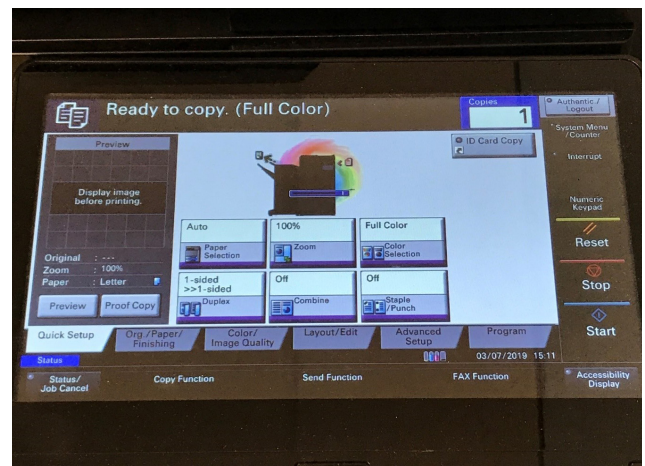 Ready to copy. (Full Color)
Copies
1
Authentic./
Logout
System Menu
/Counter
Interrupt
Numeric
Keypad
Reset
Stop
Start
ID Card Copy
Preview
Display image
before printing.
Original : ---
Zoom : 100%
Paper : Letter
Preview
Proof Copy
Auto
Paper
Selection
100%
Zoom
Full Color
Color
Selection
1-sided
>>1-sided
Duplex
Off
Combine
Off
Staple
/Punch
Quick Setup
Org./Paper/
Finishing
Color/
Image Quality
Layout/Edit
Advanced
Setup
Program
Status
03/07/2019 15:11
Status/
Job Cancel
Copy Function
Send Function
FAX Function
Accessibility
Display